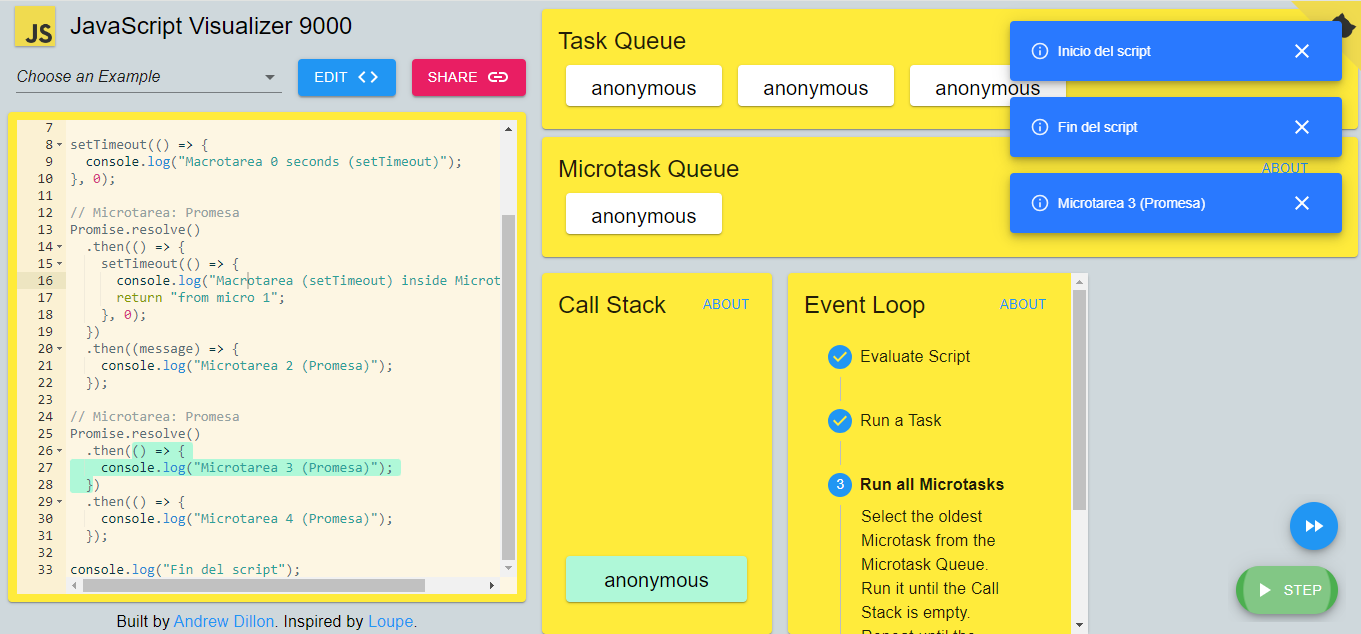 JS
JavaScript Visualizer 9000
Choose an Example
EDIT
SHARE
7
8 setTimeout(() => {
9 console.log("Macrotarea 0 seconds (setTimeout)");
10 }, 0);
11
12 // Microtarea: Promesa
13 Promise.resolve()
14 .then(() => {
15 setTimeout(() => {
16 console.log("Macrotarea (setTimeout) inside Microt
17 return "from micro 1";
18 }, 0);
19 })
20 .then((message) => {
21 console.log("Microtarea 2 (Promesa)");
22 });
23
24 // Microtarea: Promesa
25 Promise.resolve()
26 .then(() => {
27 console.log("Microtarea 3 (Promesa)");
28 })
29 .then(() => {
30 console.log("Microtarea 4 (Promesa)");
31 });
32
33 console.log("Fin del script");
Built by Andrew Dillon. Inspired by Loupe.
Task Queue
anonymous anonymous anonymous
Microtask Queue
ABOUT
anonymous
Inicio del script
Fin del script
Microtarea 3 (Promesa)
Call Stack ABOUT
anonymous
Event Loop ABOUT
Evaluate Script
Run a Task
3 Run all Microtasks
Select the oldest
Microtask from the
Microtask Queue.
Run it until the Call
Stack is empty.
Repeat until the
STEP